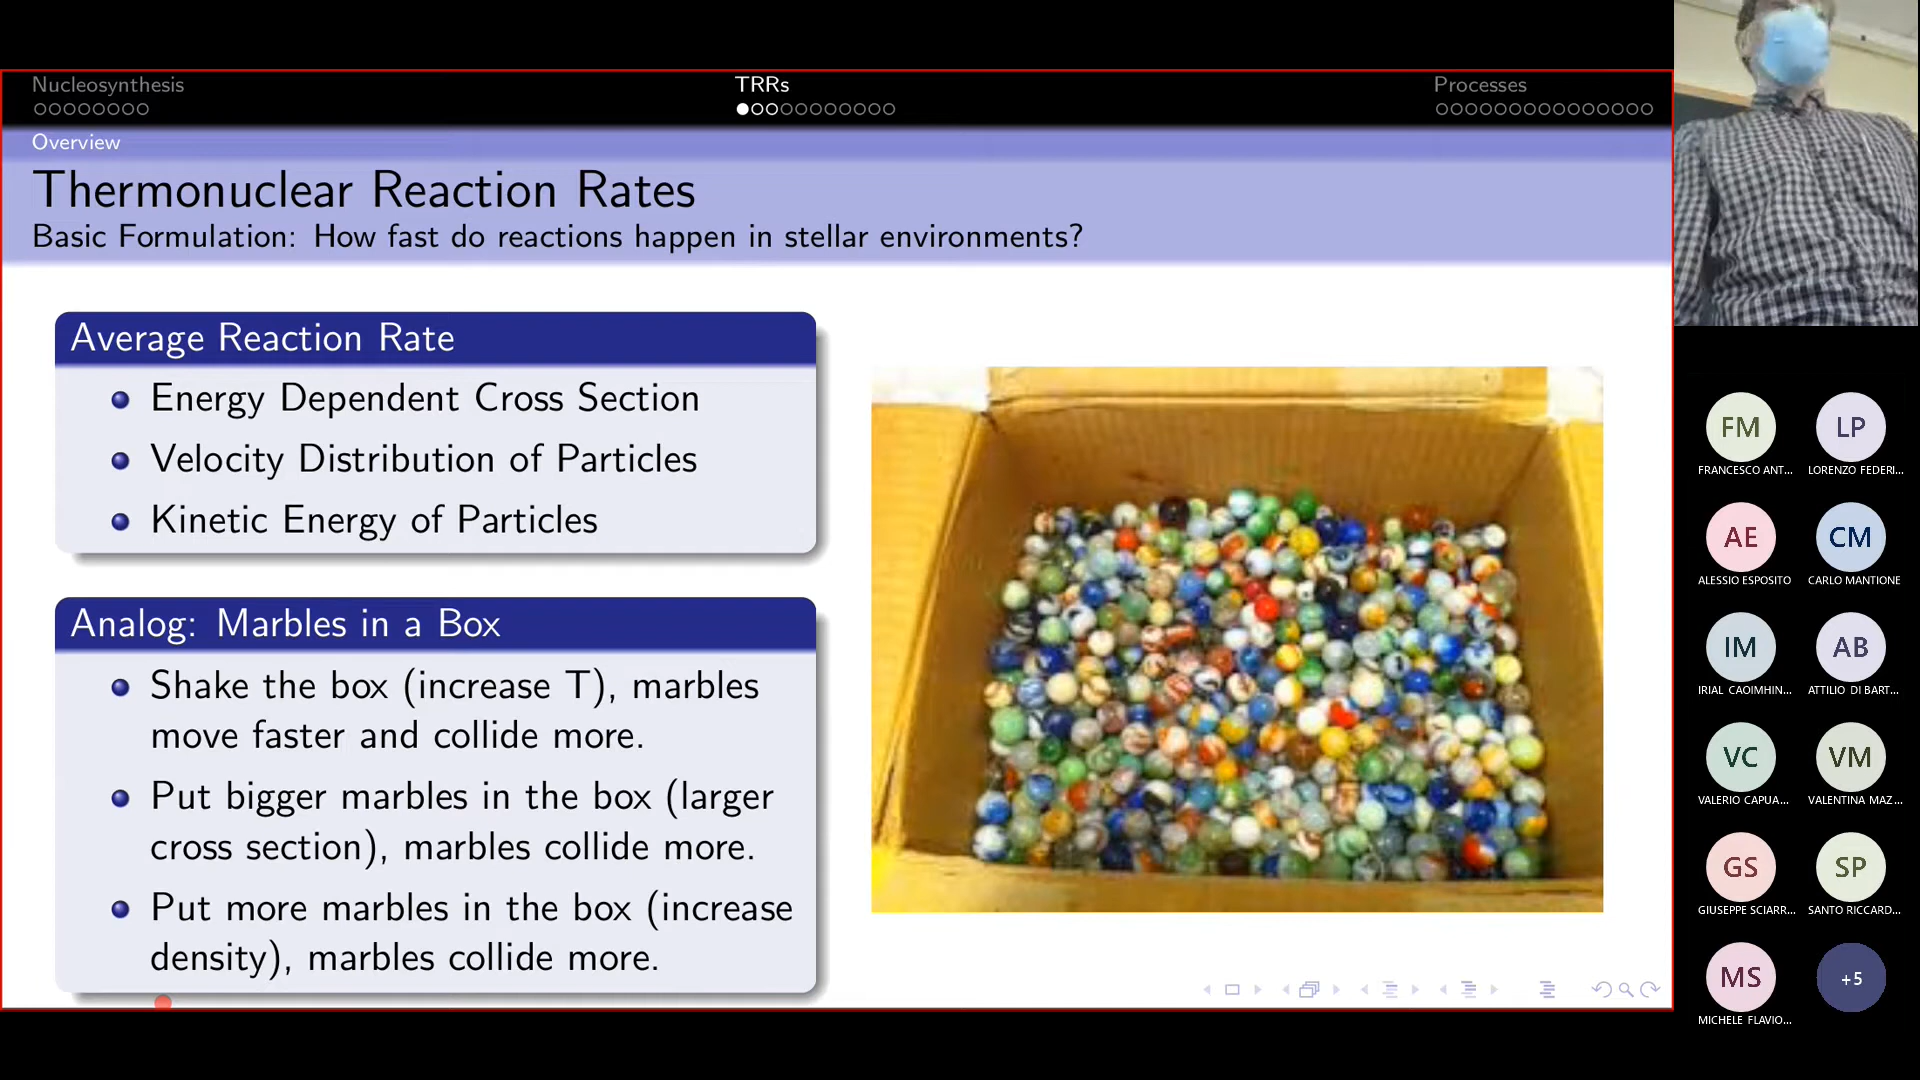 Nucleosynthesis
TRRs
Processes
Overview
Thermonuclear Reaction Rates
Basic Formulation: How fast do reactions happen in stellar environments?
Average Reaction Rate
Energy Dependent Cross Section
Velocity Distribution of Particles
Kinetic Energy of Particles
Analog: Marbles in a Box
Shake the box (increase T), marbles
move faster and collide more.
Put bigger marbles in the box (larger
cross section), marbles collide more.
Put more marbles in the box (increase
density), marbles collide more.
FM
LP
FRANCESCO ANT...
LORENZO FEDERI...
AE
CM
ALESSIO ESPOSITO
CARLO MANTIONE
IM
AB
IRIAL CAOIMHIN...
ATTILIO DI BART...
VC
VM
VALERIO CAPUA...
VALENTINA MAZ...
GS
SP
GIUSEPPE SCIARR...
SANTO RICCARD...
MS
+5
MICHELE FLAVIO...